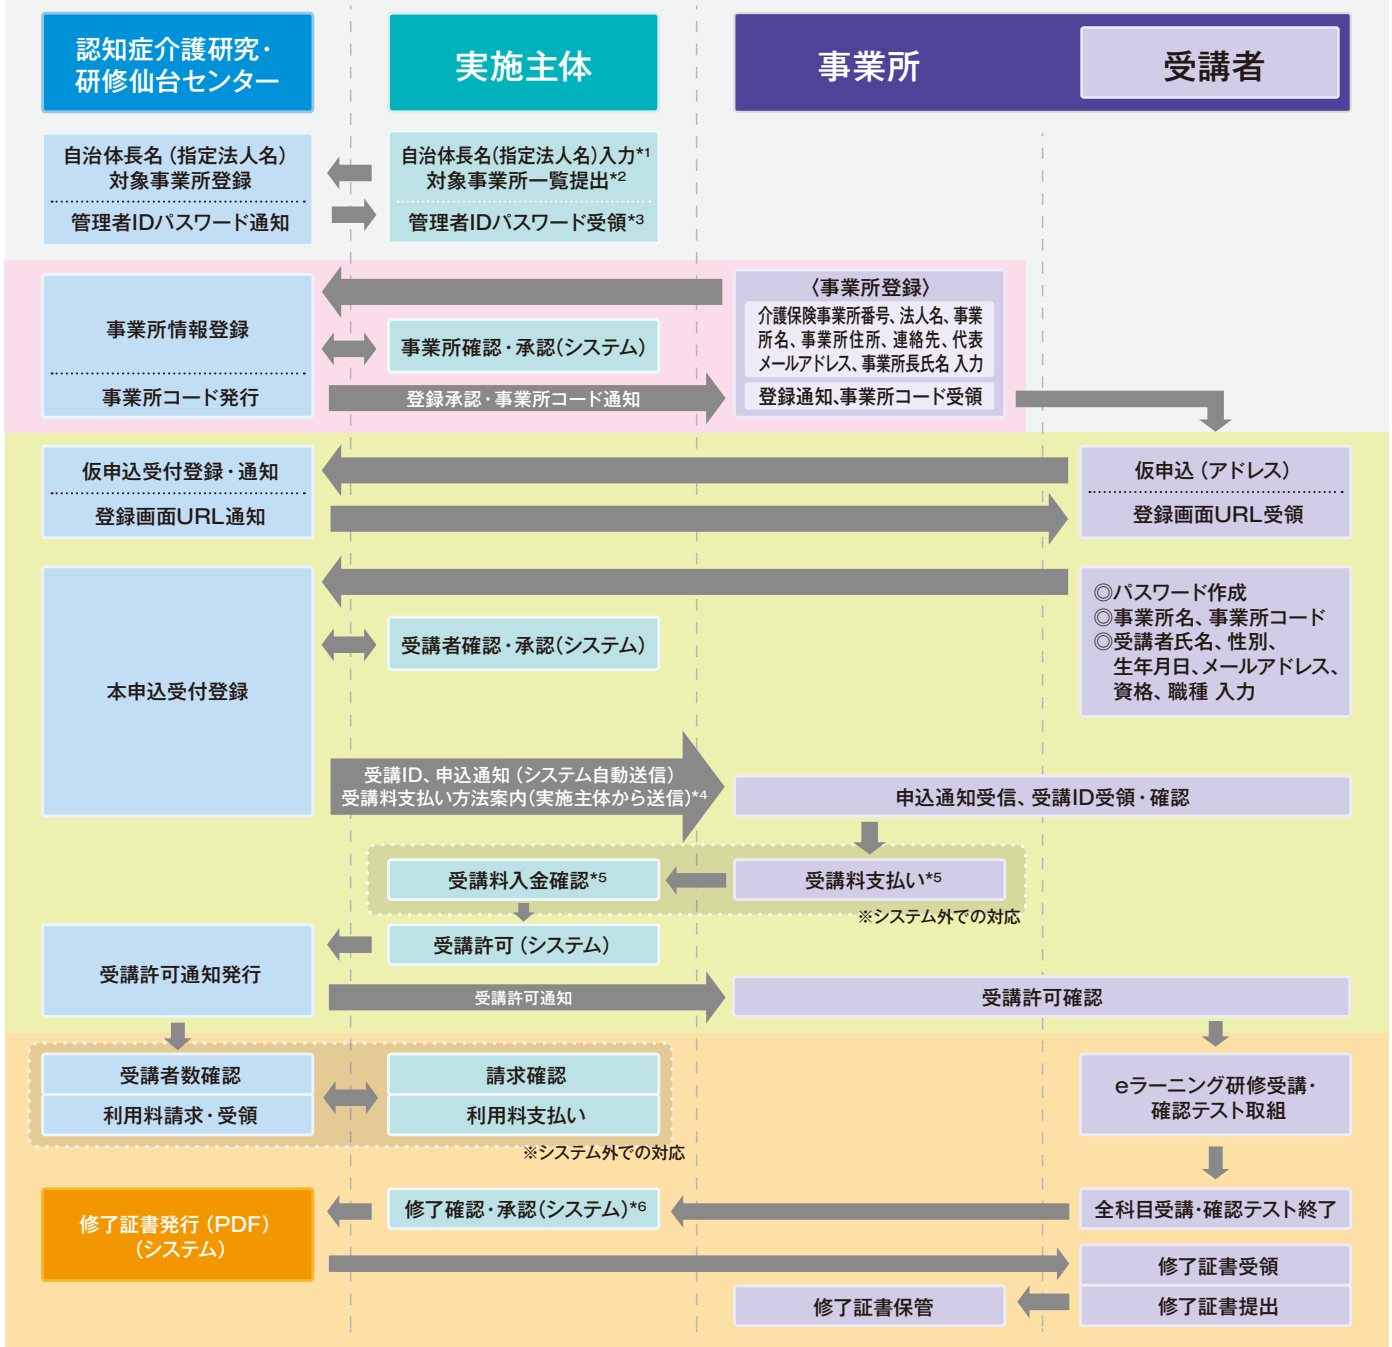 認知症介護研究・
研修仙台センター
実施主体
事業所
受講者
自治体長名（指定法人名）
対象事業所登録
自治体長名(指定法人名)入力*1
対象事業所一覧提出*2
管理者IDパスワード通知
管理者IDパスワード受領*3
〈事業所登録〉
介護保険事業所番号、法人名、事業
所名、事業所住所、連絡先、代表
メールアドレス、事業所長氏名 入力
事業所情報登録
事業所確認・承認(システム)
事業所コード発行
登録承認・事業所コード通知
登録通知、事業所コード受領
仮申込受付登録・通知
仮申込（アドレス）
登録画面URL通知
登録画面URL受領
◎パスワード作成
◎事業所名、事業所コード
◎受講者氏名、性別、
生年月日、メールアドレス、
資格、職種 入力
受講者確認・承認(システム)
本申込受付登録
受講ID、申込通知（システム自動送信）
受講料支払い方法案内(実施主体から送信)*4
申込通知受信、受講ID受領・確認
受講料入金確認*5
受講料支払い*5
※システム外での対応
受講許可（システム）
受講許可通知発行
受講許可通知
受講許可確認
受講者数確認
請求確認
利用料請求・受領
利用料支払い
※システム外での対応
eラーニング研修受講・
確認テスト取組
修了確認・承認(システム)*6
全科目受講・確認テスト終了
修了証書発行（PDF）
（システム）
修了証書受領
修了証書保管
修了証書提出